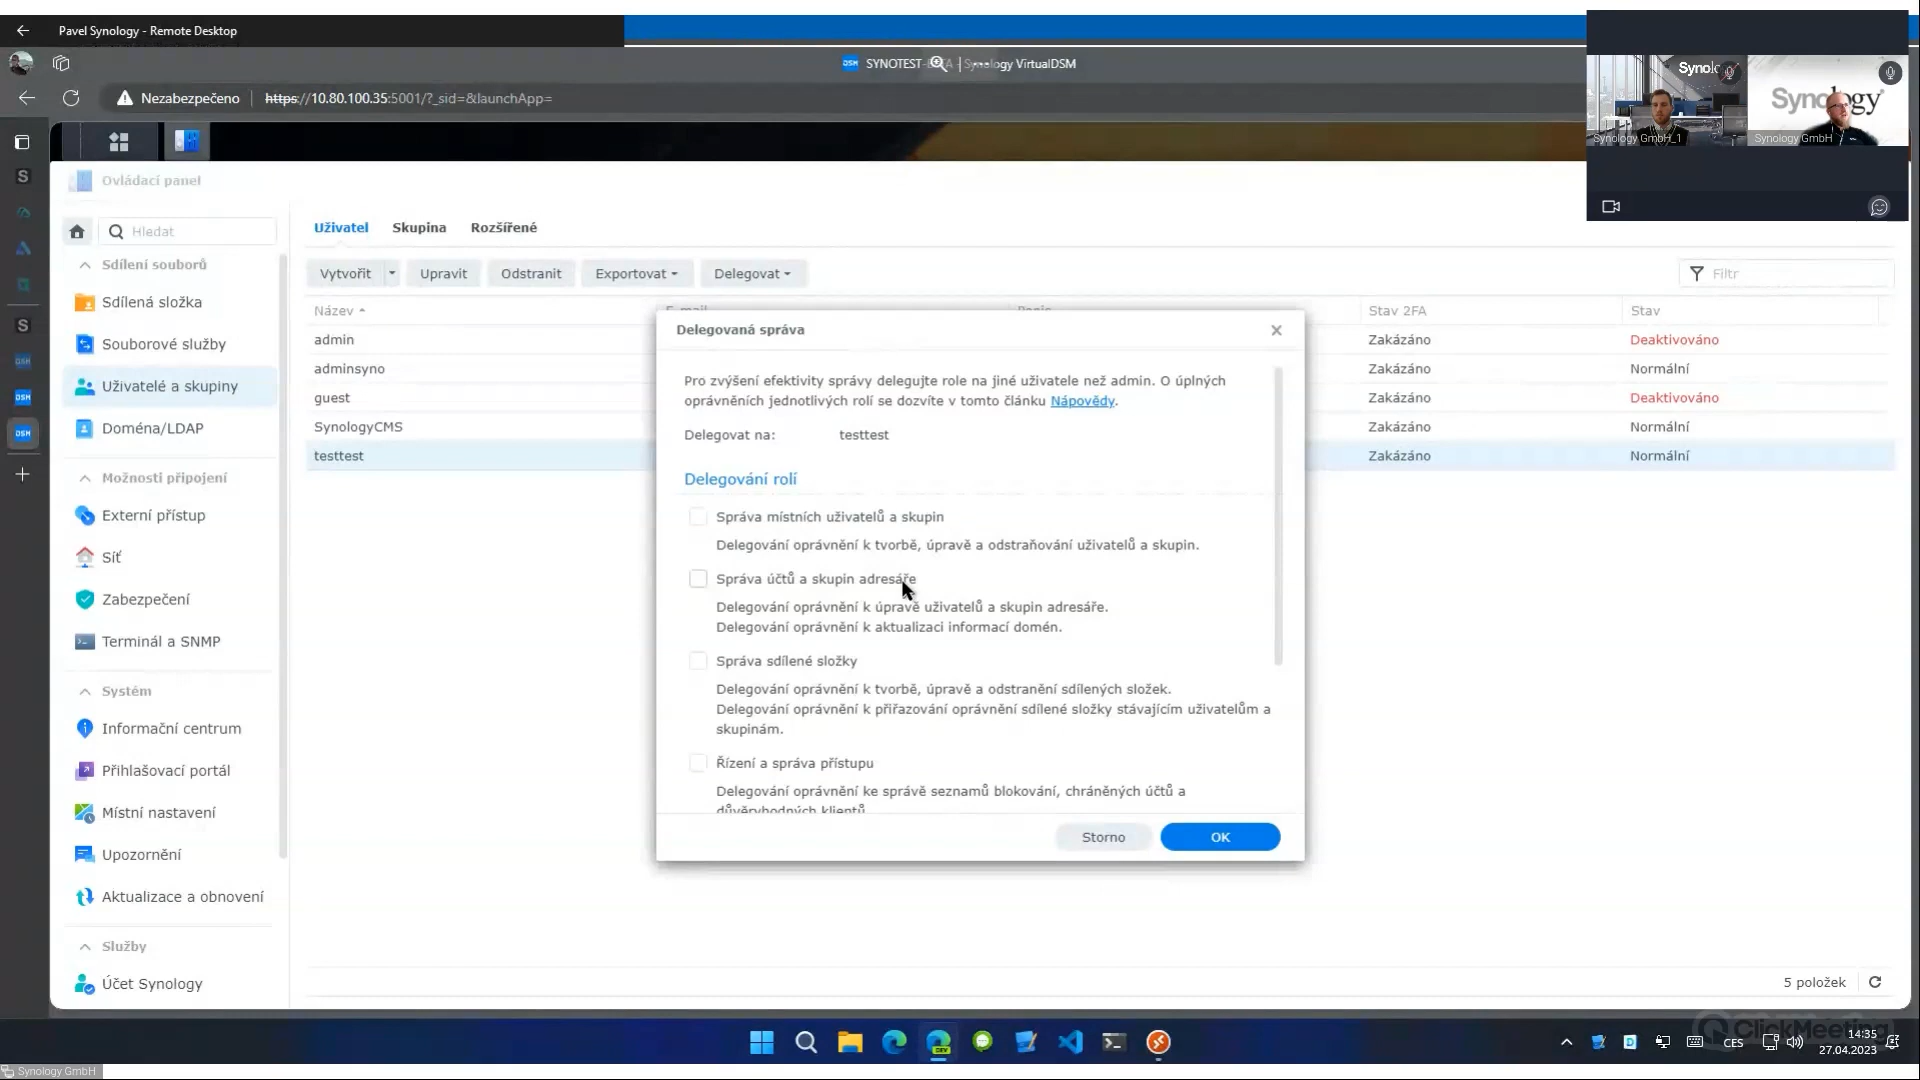 Pavel Synology - Remote Desktop
SYNOTEST
Synology VirtualDSM
Nezabezpečeno
https://10.80.100.35:5001/?_sid=&launchApp=
Synology GmbH_1
Synology
Synology GmbH
Ovládací panel
Hledat
Sdílení souborů
Sdílená složka
Souborové služby
Uživatelé a skupiny
Doména/LDAP
Možnosti připojení
Externí přístup
Síť
Zabezpečení
Terminál a SNMP
Systém
Informační centrum
Přihlašovací portál
Místní nastavení
Upozornění
Aktualizace a obnovení
Služby
Účet Synology
Uživatel Skupina Rozšířené
Vytvořit Upravit Odstranit Exportovat Delegovat Filtr
Název E-mail Popis Stav 2FA Stav
admin Zakázáno Deaktivováno
adminsyno Zakázáno Normální
guest Zakázáno Deaktivováno
SynologyCMS Zakázáno Normální
testtest Zakázáno Normální
Delegovaná správa
Pro zvýšení efektivity správy delegujte role na jiné uživatele než admin. O úplných
oprávněních jednotlivých rolí se dozvíte v tomto článku Nápovědy.
Delegovat na: testtest
Delegování rolí
Správa místních uživatelů a skupin
Delegování oprávnění k tvorbě, úpravě a odstraňování uživatelů a skupin.
Správa účtů a skupin adresáře
Delegování oprávnění k úpravě uživatelů a skupin adresáře.
Delegování oprávnění k aktualizaci informací domén.
Správa sdílené složky
Delegování oprávnění k tvorbě, úpravě a odstranění sdílených složek.
Delegování oprávnění k přiřazování oprávnění sdílené složky stávajícím uživatelům a
skupinám.
Řízení a správa přístupu
Delegování oprávnění ke správě seznamů blokování, chráněných účtů a
důvěryhodných klientů
Storno OK
5 položek
ClickMeeting
CES
14:35
27.04.2023
Synology GmbH